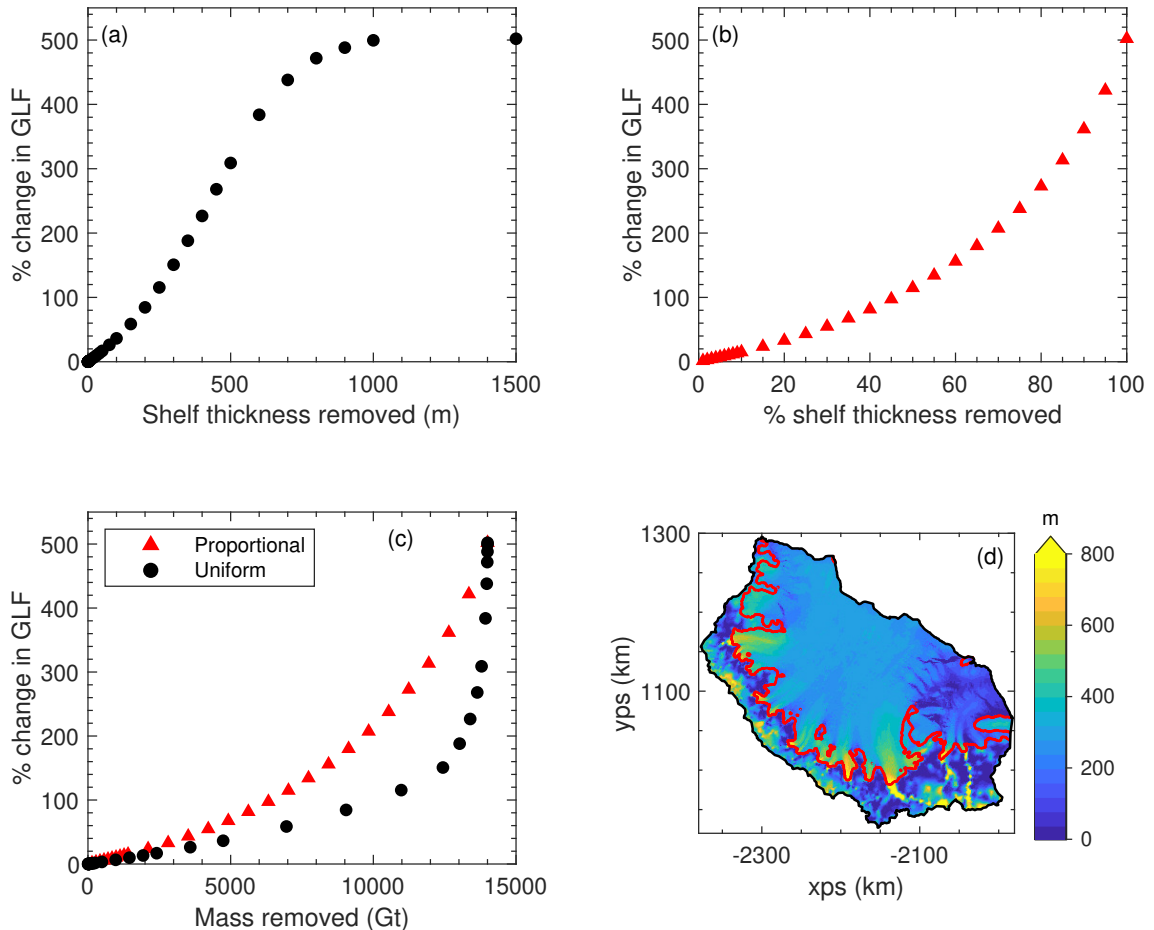 (a)
% change in GLF
500
400
300
200
100
0
0 500 1000 1500
Shelf thickness removed (m)
(b)
% change in GLF
500
400
300
200
100
0
0 20 40 60 80 100
% shelf thickness removed
(c)
Proportional
Uniform
% change in GLF
500
400
300
200
100
0
0 5000 10000 15000
Mass removed (Gt)
(d)
yps (km)
1300
1100
-2300 -2100
xps (km)
m
800
600
400
200
0